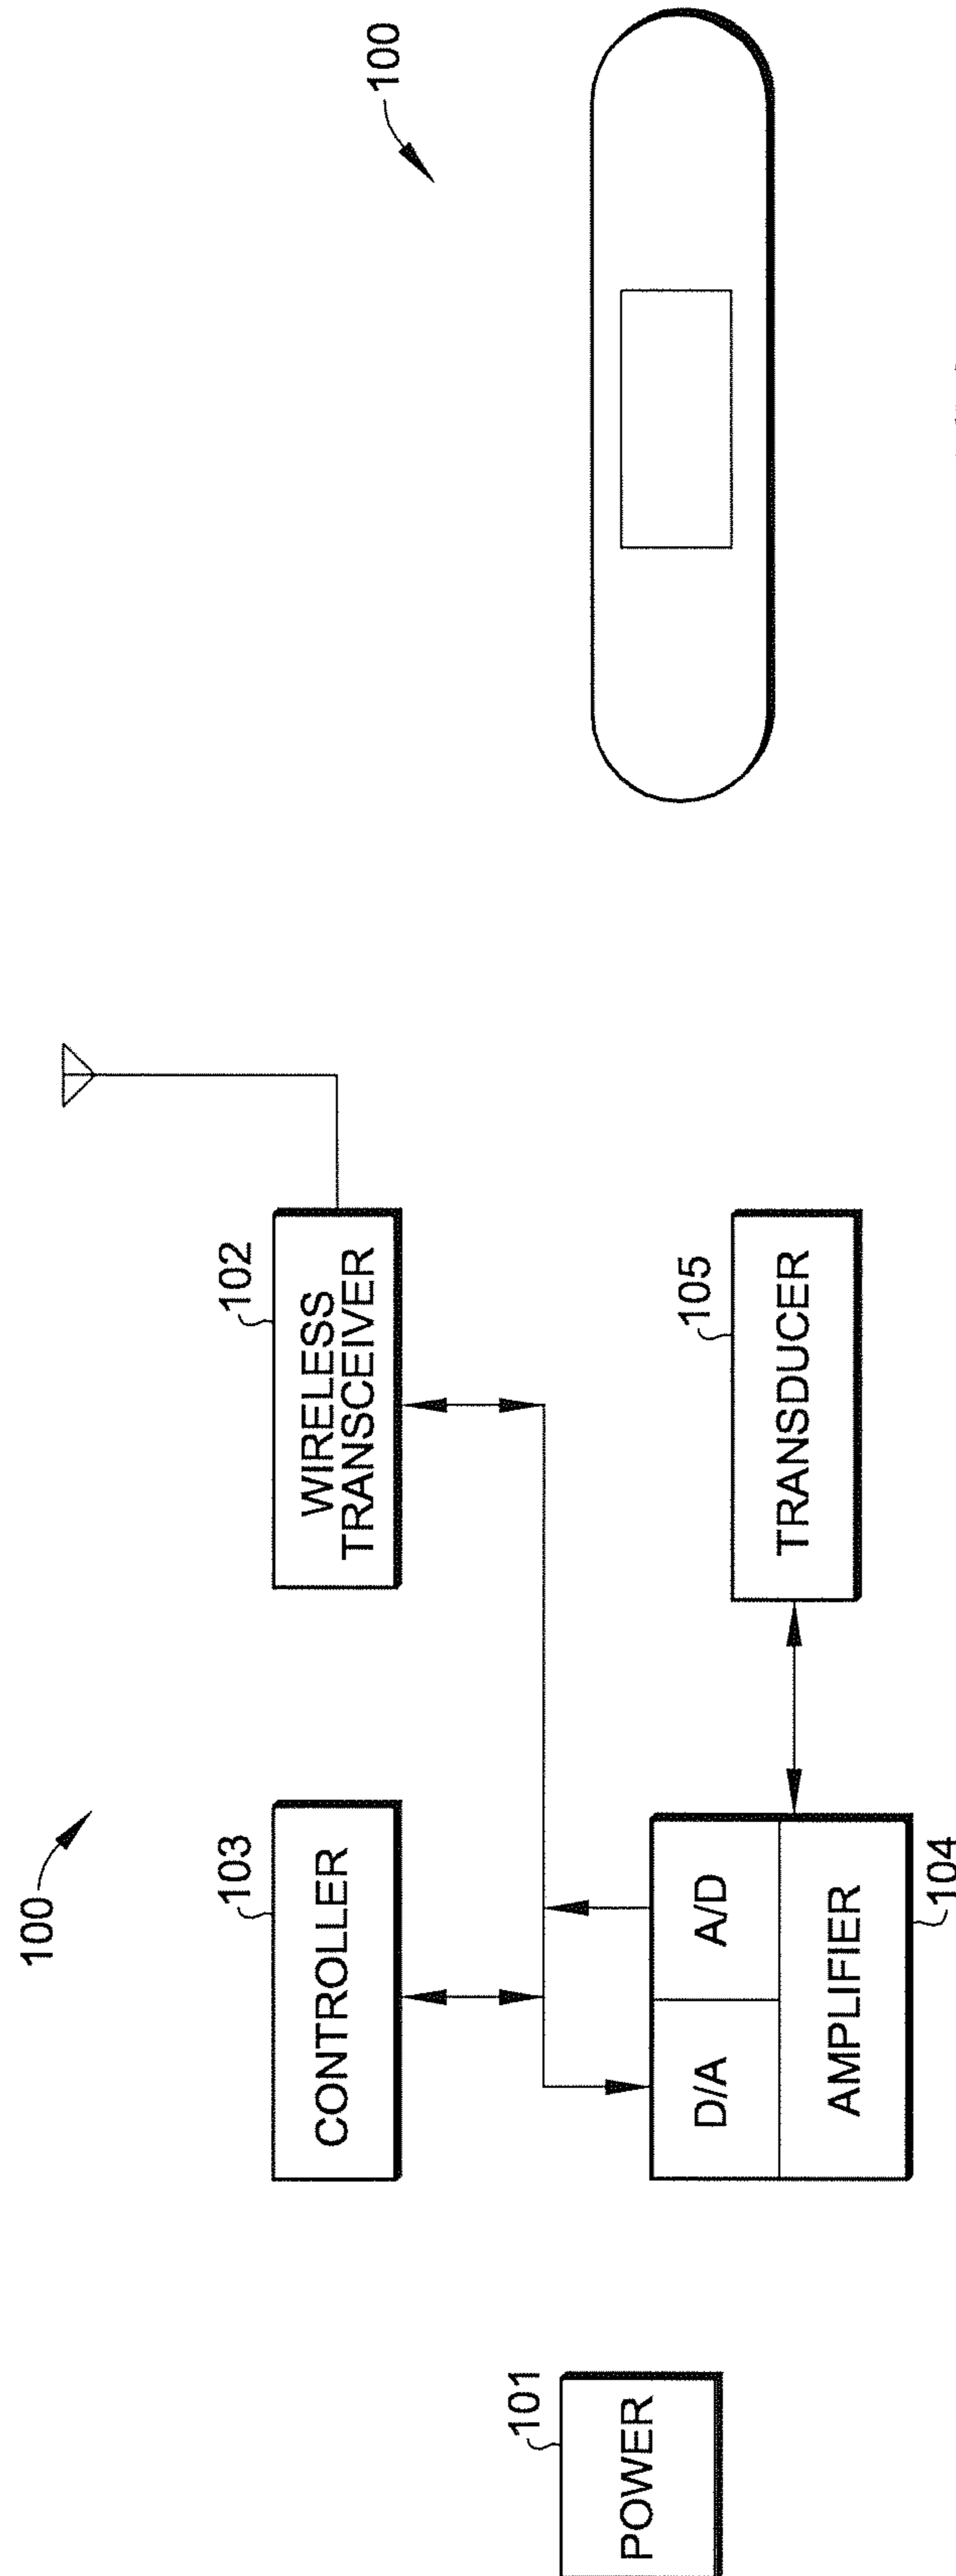 100
103
CONTROLLER
102
WIRELESS
TRANSCEIVER
101
POWER
D/A
A/D
AMPLIFIER
104
105
TRANSDUCER
100